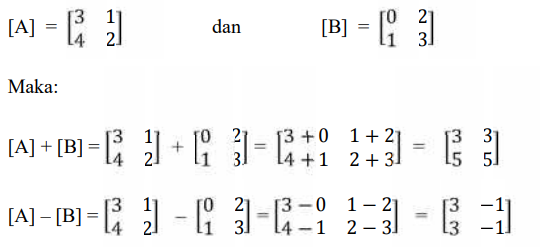 [A] = [3 1 4 2] dan [B] = [0 2 1 3]
Maka:
[A] + [B] = [3 1 4 2] + [0 2 1 3] = [3 + 0 1 + 2 4 + 1 2 + 3] = [3 3 5 5]
[A] – [B] = [3 1 4 2] − [0 2 1 3] = [3 − 0 1 − 2 4 − 1 2 − 3] = [3 −1 3 −1]